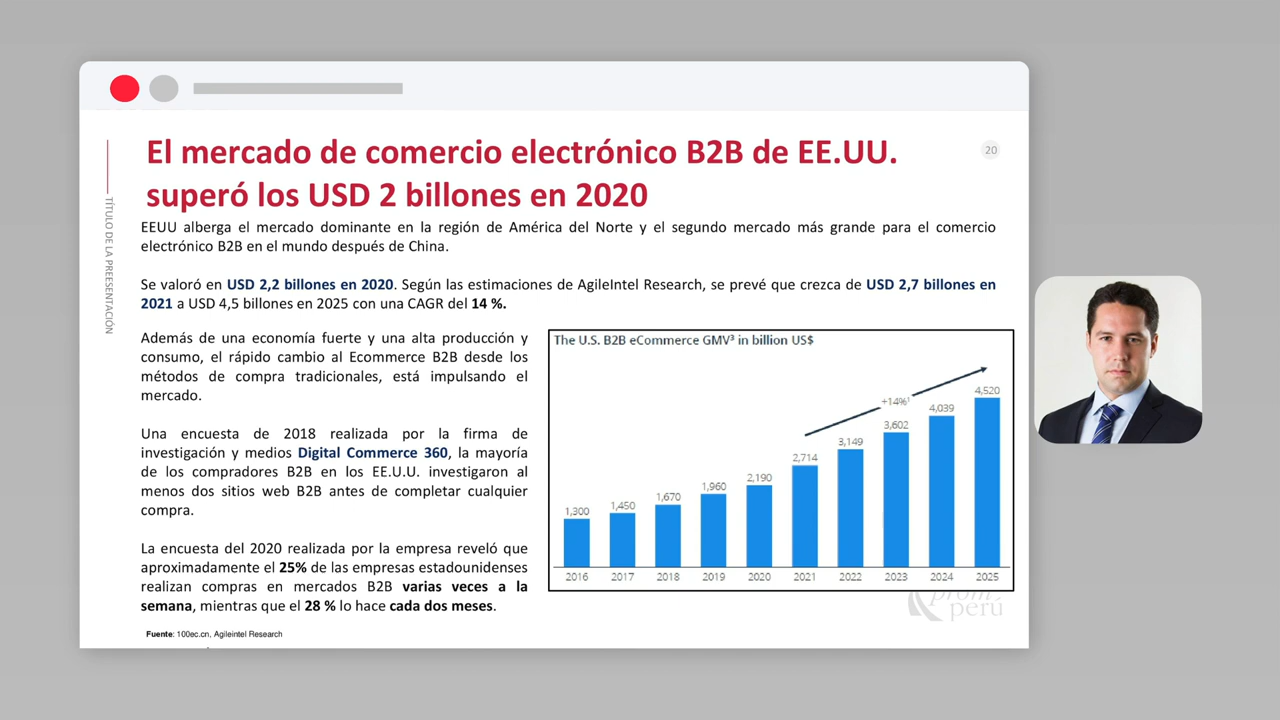 El mercado de comercio electrónico B2B de EE.UU.
superó los USD 2 billones en 2020
20
TÍTULO DE LA PREESENTACIÓN
EEUU alberga el mercado dominante en la región de América del Norte y el segundo mercado más grande para el comercio
electrónico B2B en el mundo después de China.
Se valoró en USD 2,2 billones en 2020. Según las estimaciones de AgileIntel Research, se prevé que crezca de USD 2,7 billones en
2021 a USD 4,5 billones en 2025 con una CAGR del 14 %.
Además de una economía fuerte y una alta producción y
consumo, el rápido cambio al Ecommerce B2B desde los
métodos de compra tradicionales, está impulsando el
mercado.
Una encuesta de 2018 realizada por la firma de
investigación y medios Digital Commerce 360, la mayoría
de los compradores B2B en los EE.U.U. investigaron al
menos dos sitios web B2B antes de completar cualquier
compra.
La encuesta del 2020 realizada por la empresa reveló que
aproximadamente el 25% de las empresas estadounidenses
realizan compras en mercados B2B varias veces a la
semana, mientras que el 28 % lo hace cada dos meses.
The U.S. B2B eCommerce GMV³ in billion US$
+14%¹
1,300 1,450 1,670 1,960 2,190 2,714 3,149 3,602 4,039 4,520
2016 2017 2018 2019 2020 2021 2022 2023 2024 2025
prom
perú
Fuente: 100ec.cn, Agileintel Research